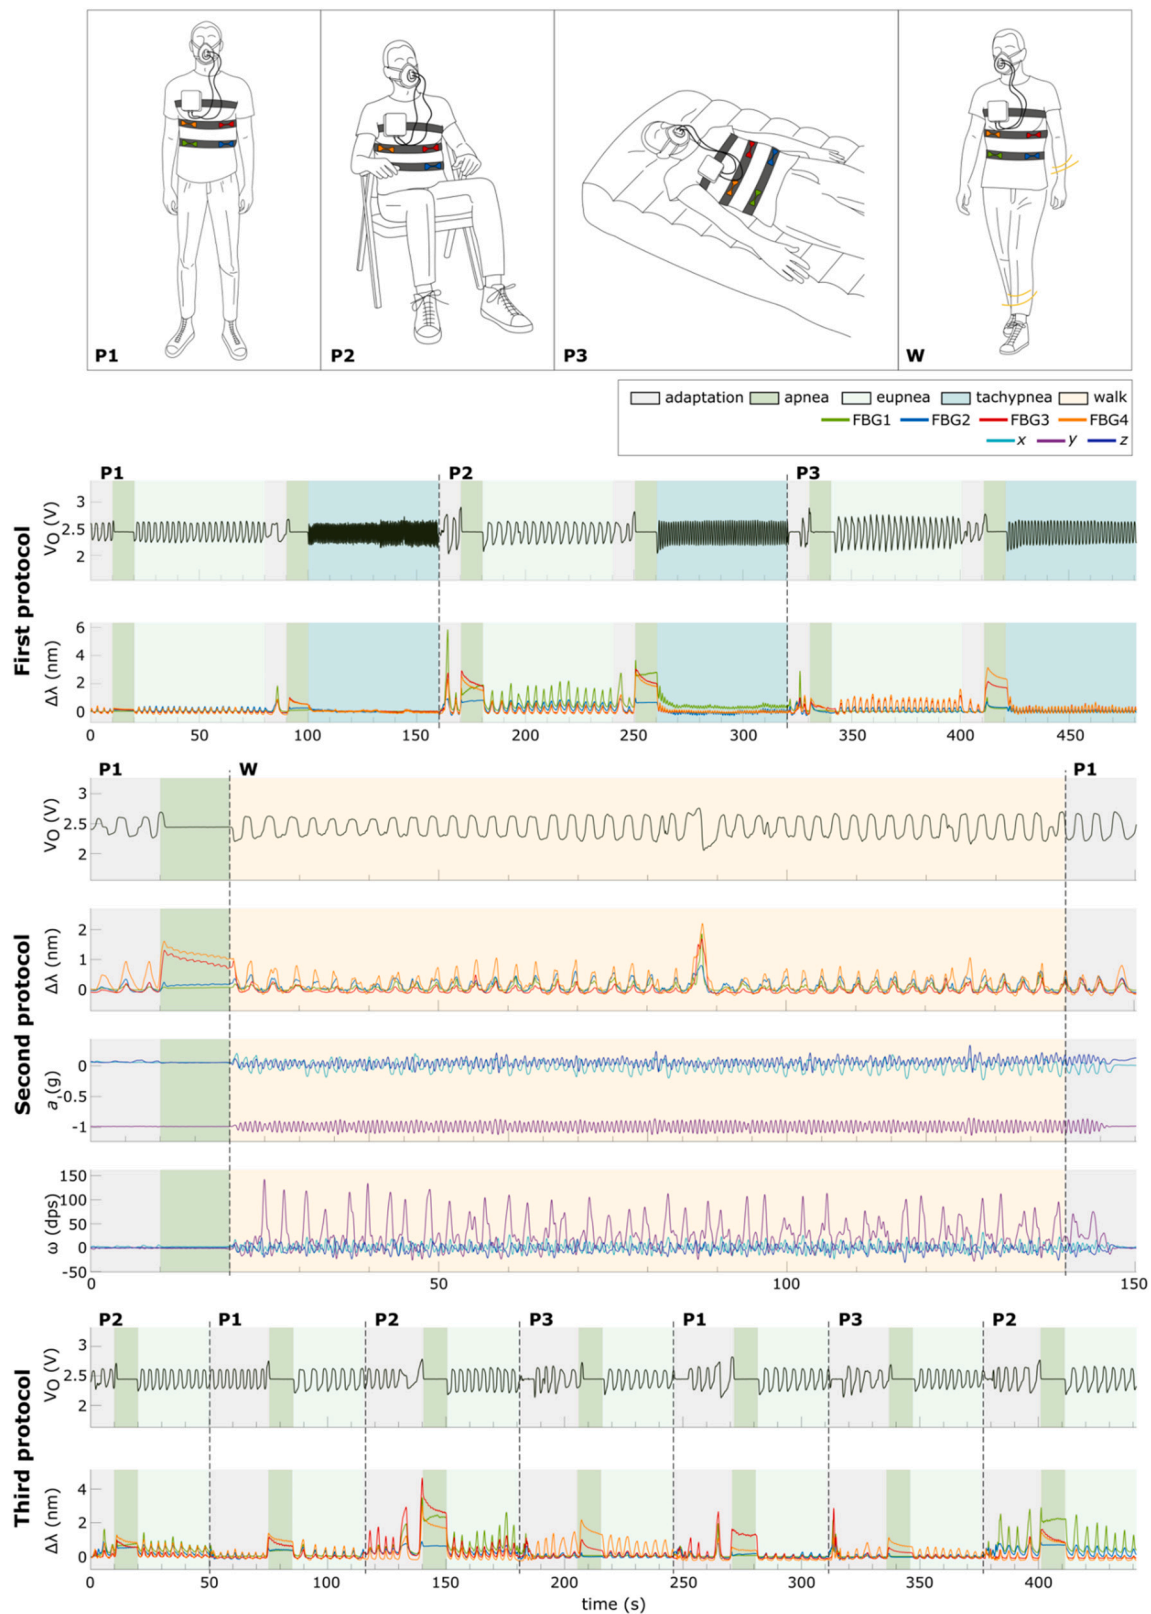 P1 P2 P3 W
adaptation apnea eupnea tachypnea walk
FBG1 FBG2 FBG3 FBG4
x y z
First protocol
P1 P2 P3
VO (V)
3
2.5
2
Δλ (nm)
6
4
2
0
0 50 100 150 200 250 300 350 400 450
Second protocol
P1 W P1
VO (V)
3
2.5
2
Δλ (nm)
2
1
0
a (g)
0
-0.5
-1
ω (dps)
150
100
50
0
-50
0 50 100 150
Third protocol
P2 P1 P2 P3 P1 P3 P2
VO (V)
3
2.5
2
Δλ (nm)
4
2
0
0 50 100 150 200 250 300 350 400
time (s)